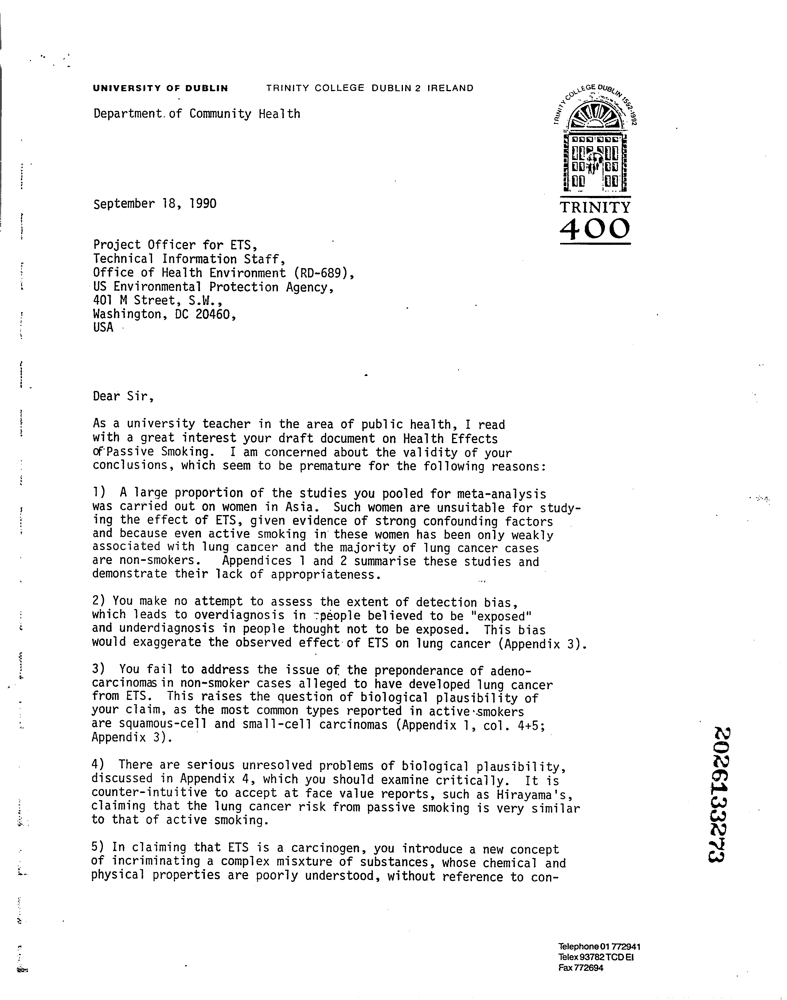 UNIVERSITY OF DUBLIN TRINITY COLLEGE DUBLIN 2 IRELAND
Department of Community Health
TRINITY COLLEGE DUBLIN 1592-1992
TRINITY
400
September 18, 1990
Project Officer for ETS,
Technical Information Staff,
Office of Health Environment (RD-689),
US Environmental Protection Agency,
401 M Street, S.W.,
Washington, DC 20460,
USA
Dear Sir,
As a university teacher in the area of public health, I read
with a great interest your draft document on Health Effects
of Passive Smoking. I am concerned about the validity of your
conclusions, which seem to be premature for the following reasons:
1) A large proportion of the studies you pooled for meta-analysis
was carried out on women in Asia. Such women are unsuitable for study-
ing the effect of ETS, given evidence of strong confounding factors
and because even active smoking in these women has been only weakly
associated with lung cancer and the majority of lung cancer cases
are non-smokers. Appendices 1 and 2 summarise these studies and
demonstrate their lack of appropriateness.
2) You make no attempt to assess the extent of detection bias,
which leads to overdiagnosis in people believed to be "exposed"
and underdiagnosis in people thought not to be exposed. This bias
would exaggerate the observed effect of ETS on lung cancer (Appendix 3).
3) You fail to address the issue of the preponderance of adeno-
carcinomas in non-smoker cases alleged to have developed lung cancer
from ETS. This raises the question of biological plausibility of
your claim, as the most common types reported in active smokers
are squamous-cell and small-cell carcinomas (Appendix 1, col. 4+5;
Appendix 3).
4) There are serious unresolved problems of biological plausibility,
discussed in Appendix 4, which you should examine critically. It is
counter-intuitive to accept at face value reports, such as Hirayama's,
claiming that the lung cancer risk from passive smoking is very similar
to that of active smoking.
5) In claiming that ETS is a carcinogen, you introduce a new concept
of incriminating a complex misxture of substances, whose chemical and
physical properties are poorly understood, without reference to con-
2026133273
Telephone 01 772941
Telex 93782 TCD EI
Fax 772694